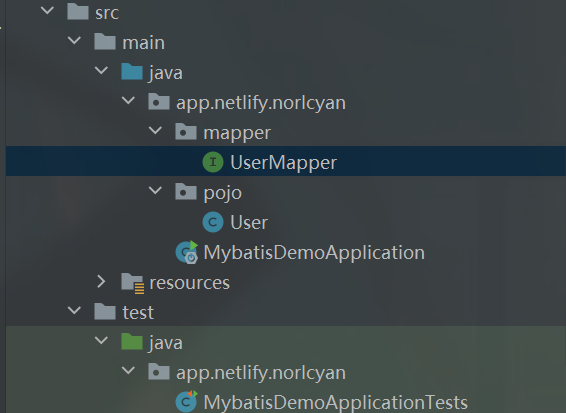 src
main
java
app.netlify.norlcyan
mapper
UserMapper
pojo
User
MybatisDemoApplication
resources
test
java
app.netlify.norlcyan
MybatisDemoApplicationTests